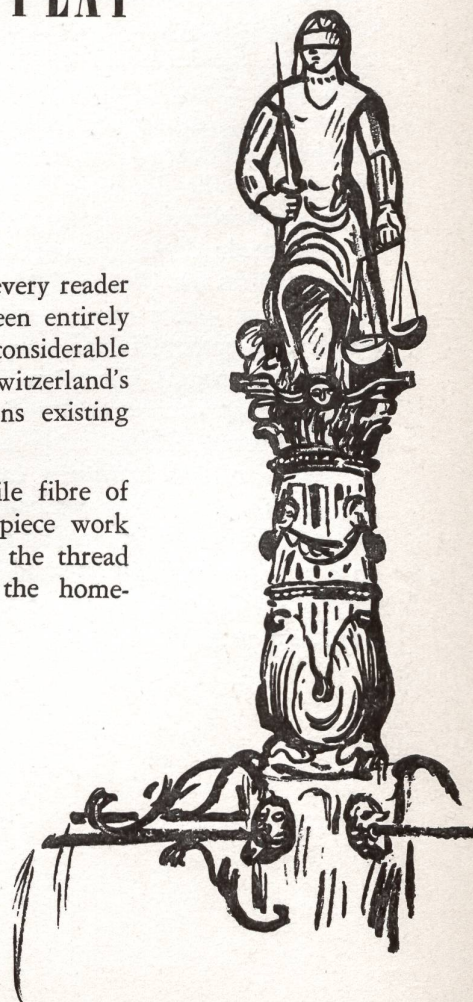 every reader
een entirely
considerable
witzerland's
ns existing
ile fibre of
piece work
the thread
the home-